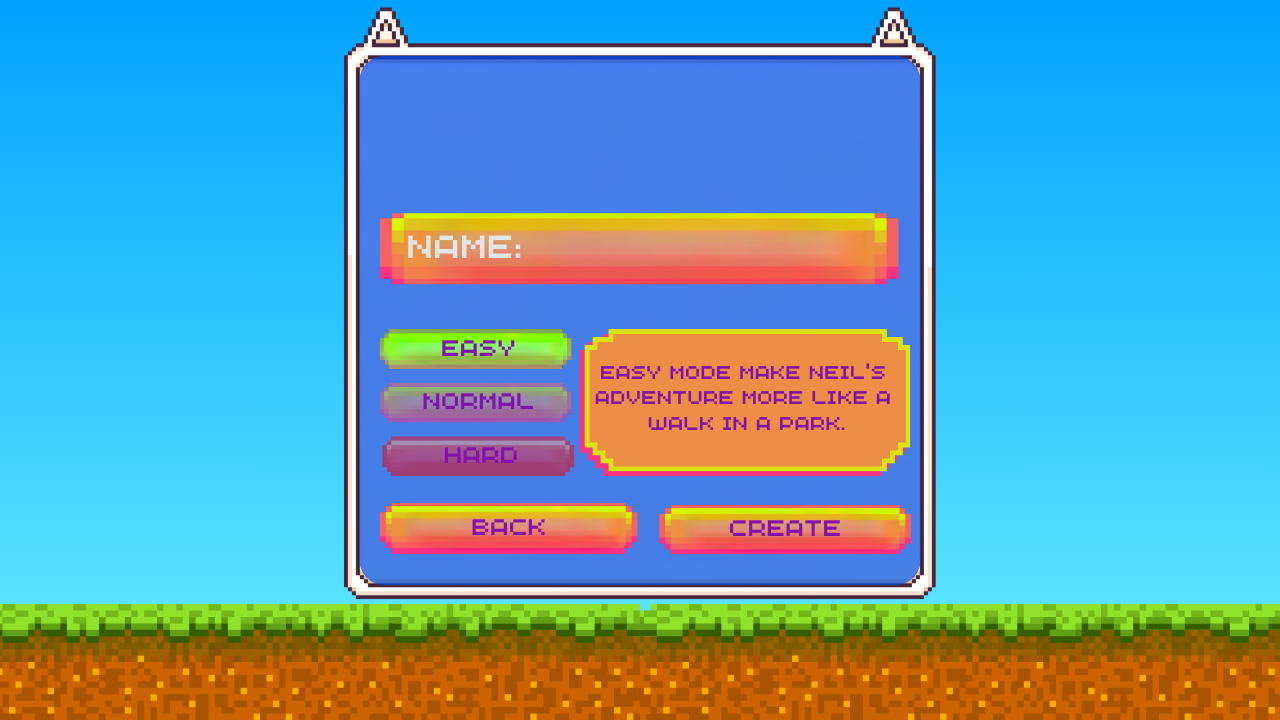 NAME:
EASY
NORMAL
HARD
EASY MODE MAKE NEIL'S
ADVENTURE MORE LIKE A
WALK IN A PARK.
BACK
CREATE